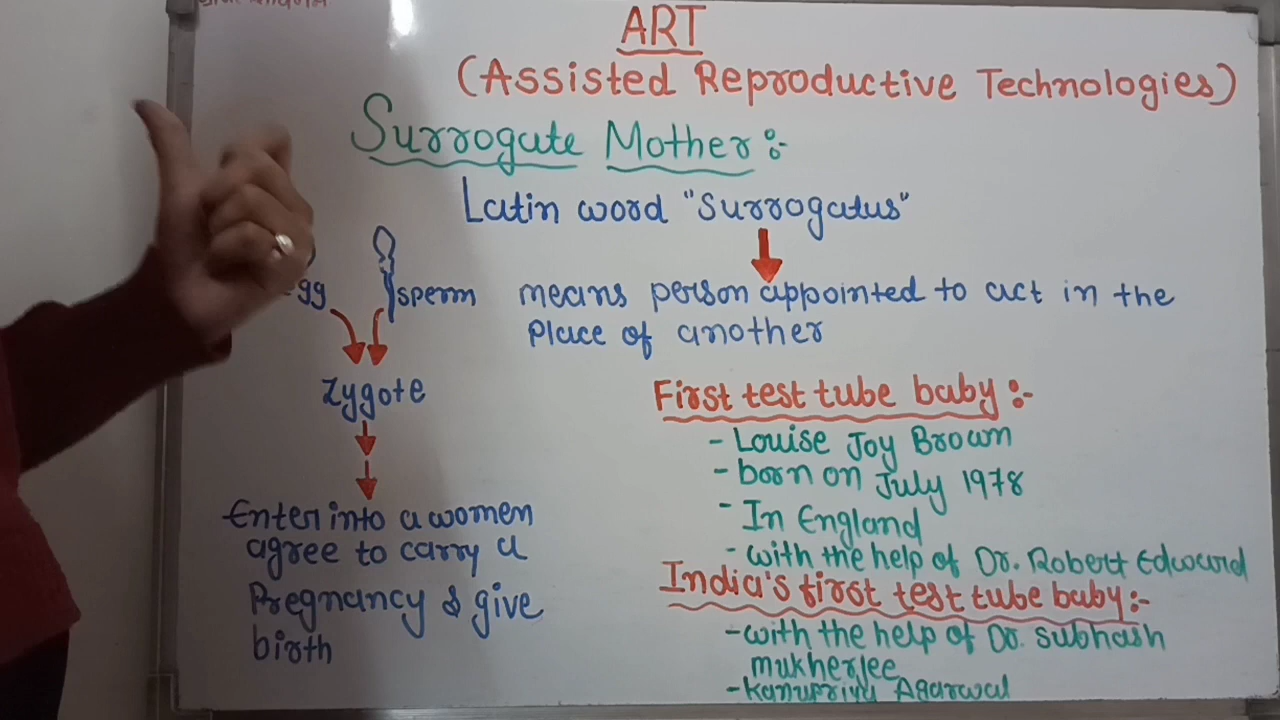 ART
(Assisted Reproductive Technologies)
Surrogate Mother :-
Latin word "Surrogatus"
sperm
means person appointed to act in the
Place of another
Zygote
Enter into a women
agree to carry a
Pregnancy & give
birth
First test tube baby :-
- Louise Joy Brown
- born on July 1978
- In England
- with the help of Dr. Robert Edward
India's first test tube baby :-
- with the help of Dr. Subhash
mukherjee
- Kanupriya Agarwal